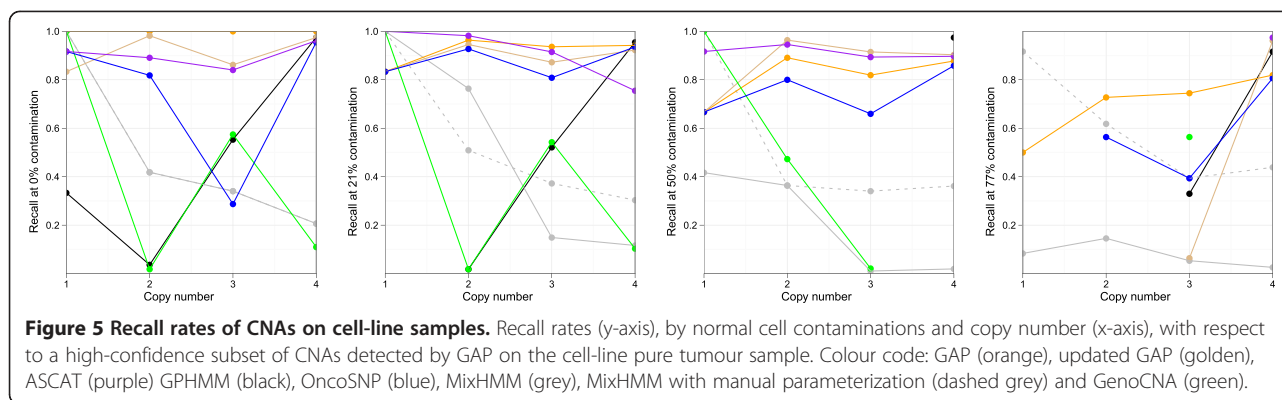 1.0
0.8
0.6
0.4
0.2
Recall at 0% contamination
1 2 3 4
Copy number
1.0
0.8
0.6
0.4
0.2
Recall at 21% contamination
1 2 3 4
Copy number
1.0
0.8
0.6
0.4
0.2
Recall at 50% contamination
1 2 3 4
Copy number
0.8
0.6
0.4
0.2
Recall at 77% contamination
1 2 3 4
Copy number
Figure 5 Recall rates of CNAs on cell-line samples. Recall rates (y-axis), by normal cell contaminations and copy number (x-axis), with respect
to a high-confidence subset of CNAs detected by GAP on the cell-line pure tumour sample. Colour code: GAP (orange), updated GAP (golden),
ASCAT (purple) GPHMM (black), OncoSNP (blue), MixHMM (grey), MixHMM with manual parameterization (dashed grey) and GenoCNA (green).